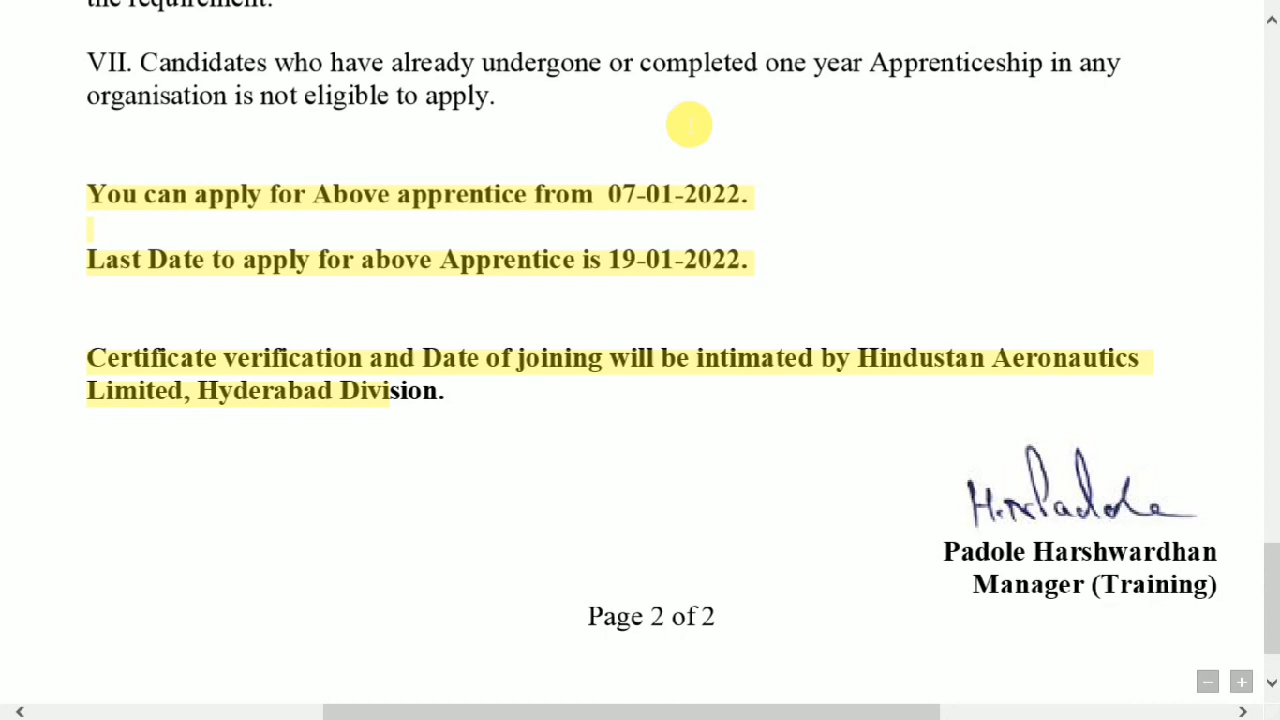 the requirement.
VII. Candidates who have already undergone or completed one year Apprenticeship in any
organisation is not eligible to apply.
You can apply for Above apprentice from 07-01-2022.
Last Date to apply for above Apprentice is 19-01-2022.
Certificate verification and Date of joining will be intimated by Hindustan Aeronautics
Limited, Hyderabad Division.
H.N.Padole
Padole Harshwardhan
Manager (Training)
Page 2 of 2